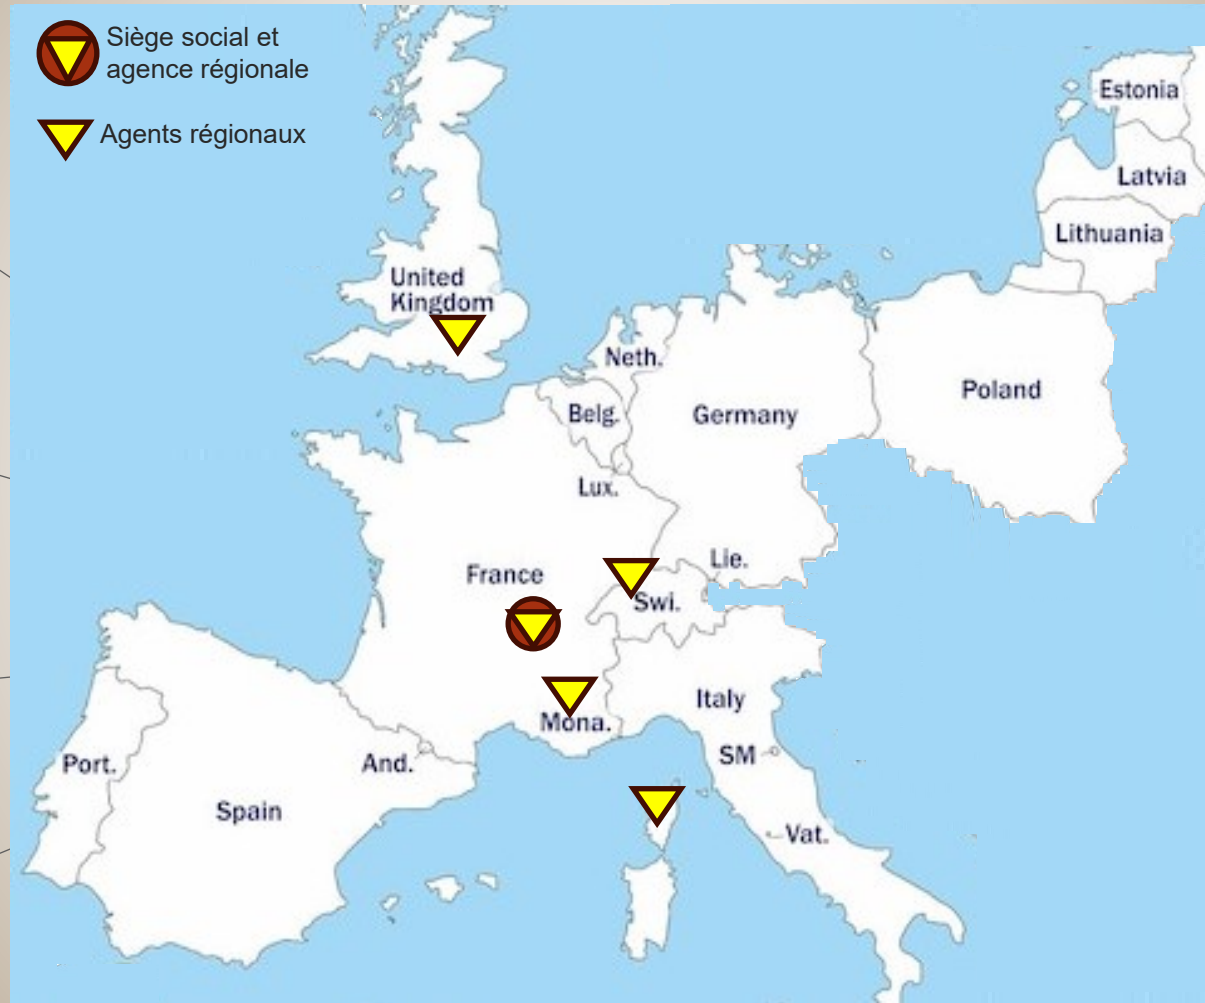 Siège social et
agence régionale
Agents régionaux
Estonia
Latvia
Lithuania
United
Kingdom
Neth.
Poland
Belg.
Germany
Lux.
France
Lie.
Swi.
Italy
Mona.
SM
Port.
And.
Spain
Vat.